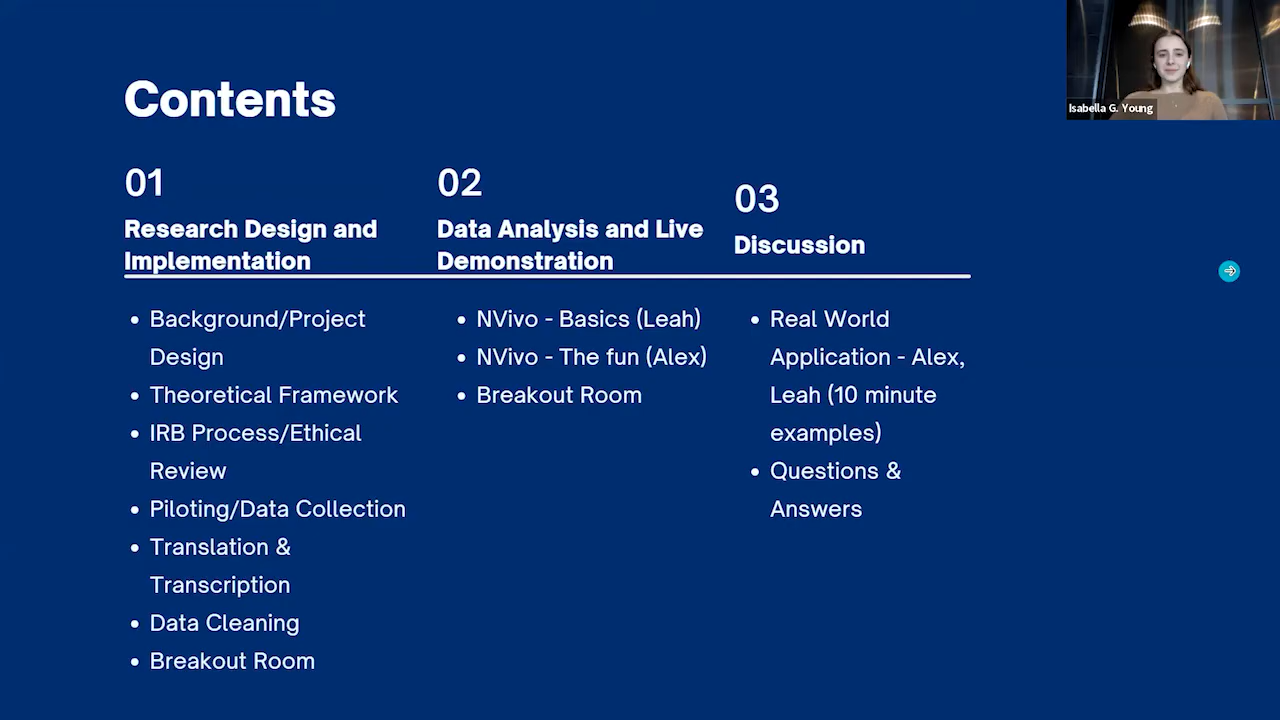 Contents
01
Research Design and
Implementation
Background/Project
Design
Theoretical Framework
IRB Process/Ethical
Review
Piloting/Data Collection
Translation &
Transcription
Data Cleaning
Breakout Room
02
Data Analysis and Live
Demonstration
NVivo - Basics (Leah)
NVivo - The fun (Alex)
Breakout Room
03
Discussion
Real World
Application - Alex,
Leah (10 minute
examples)
Questions &
Answers
Isabella G. Young